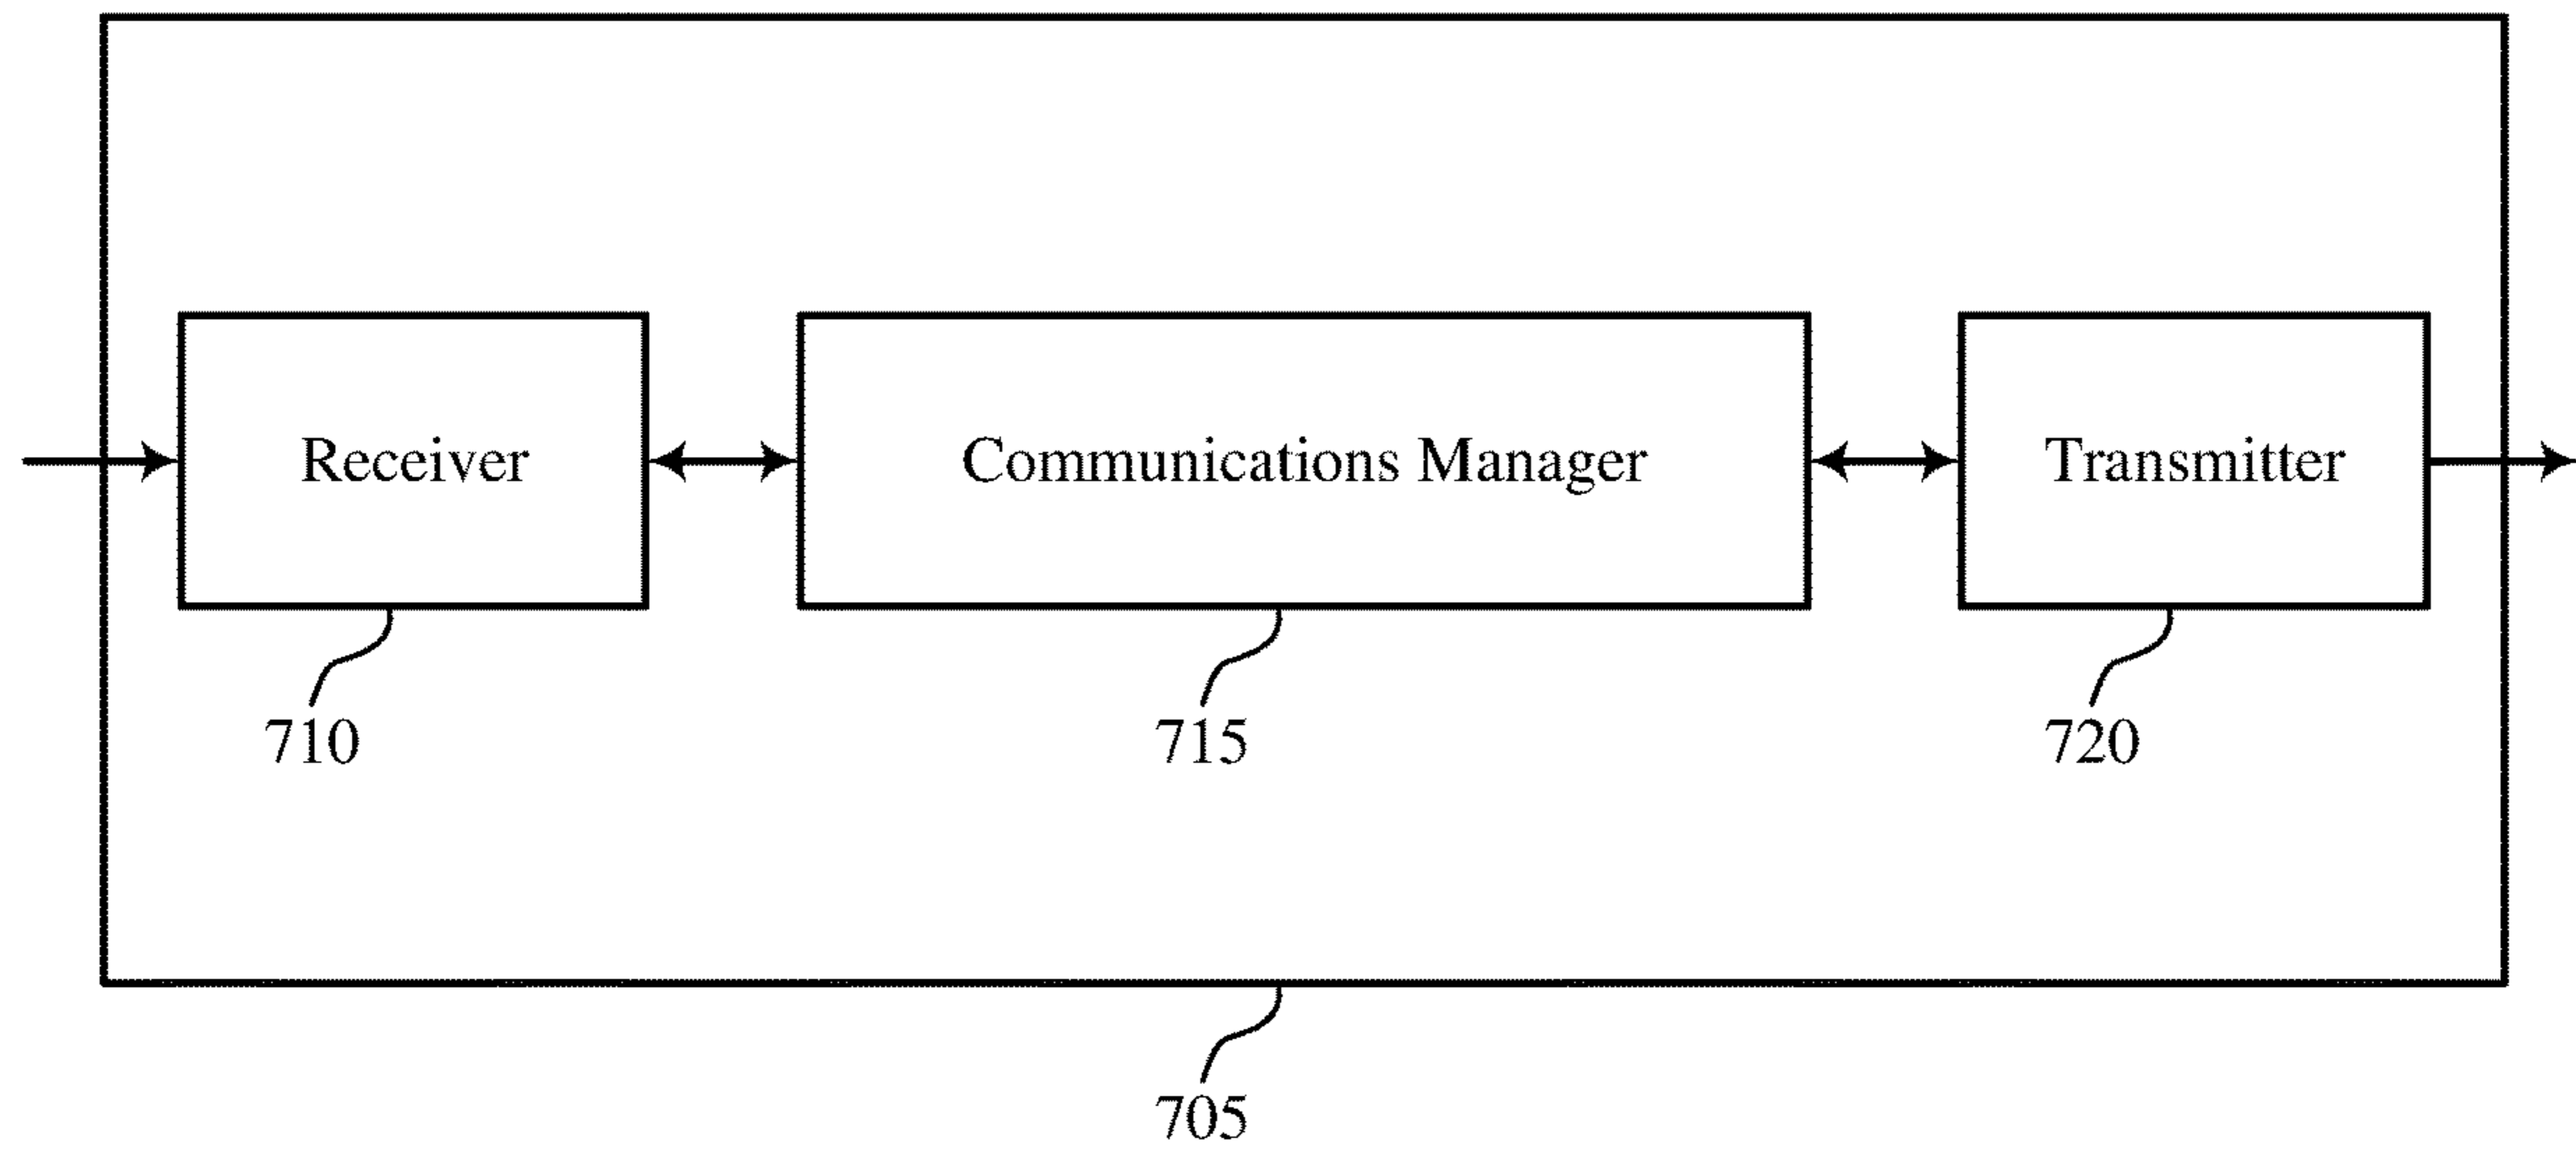 Receiver
Communications Manager
Transmitter
710
715
720
705